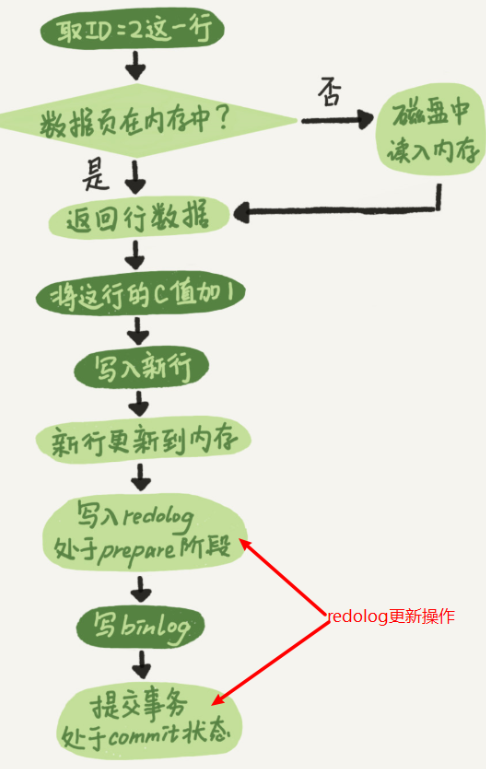 取ID=2这一行
数据页在内存中?
否
磁盘中
读入内存
是
返回行数据
将这行的C值加1
写入新行
新行更新到内存
写入redolog
处于prepare阶段
redolog更新操作
写binlog
提交事务
处于commit状态